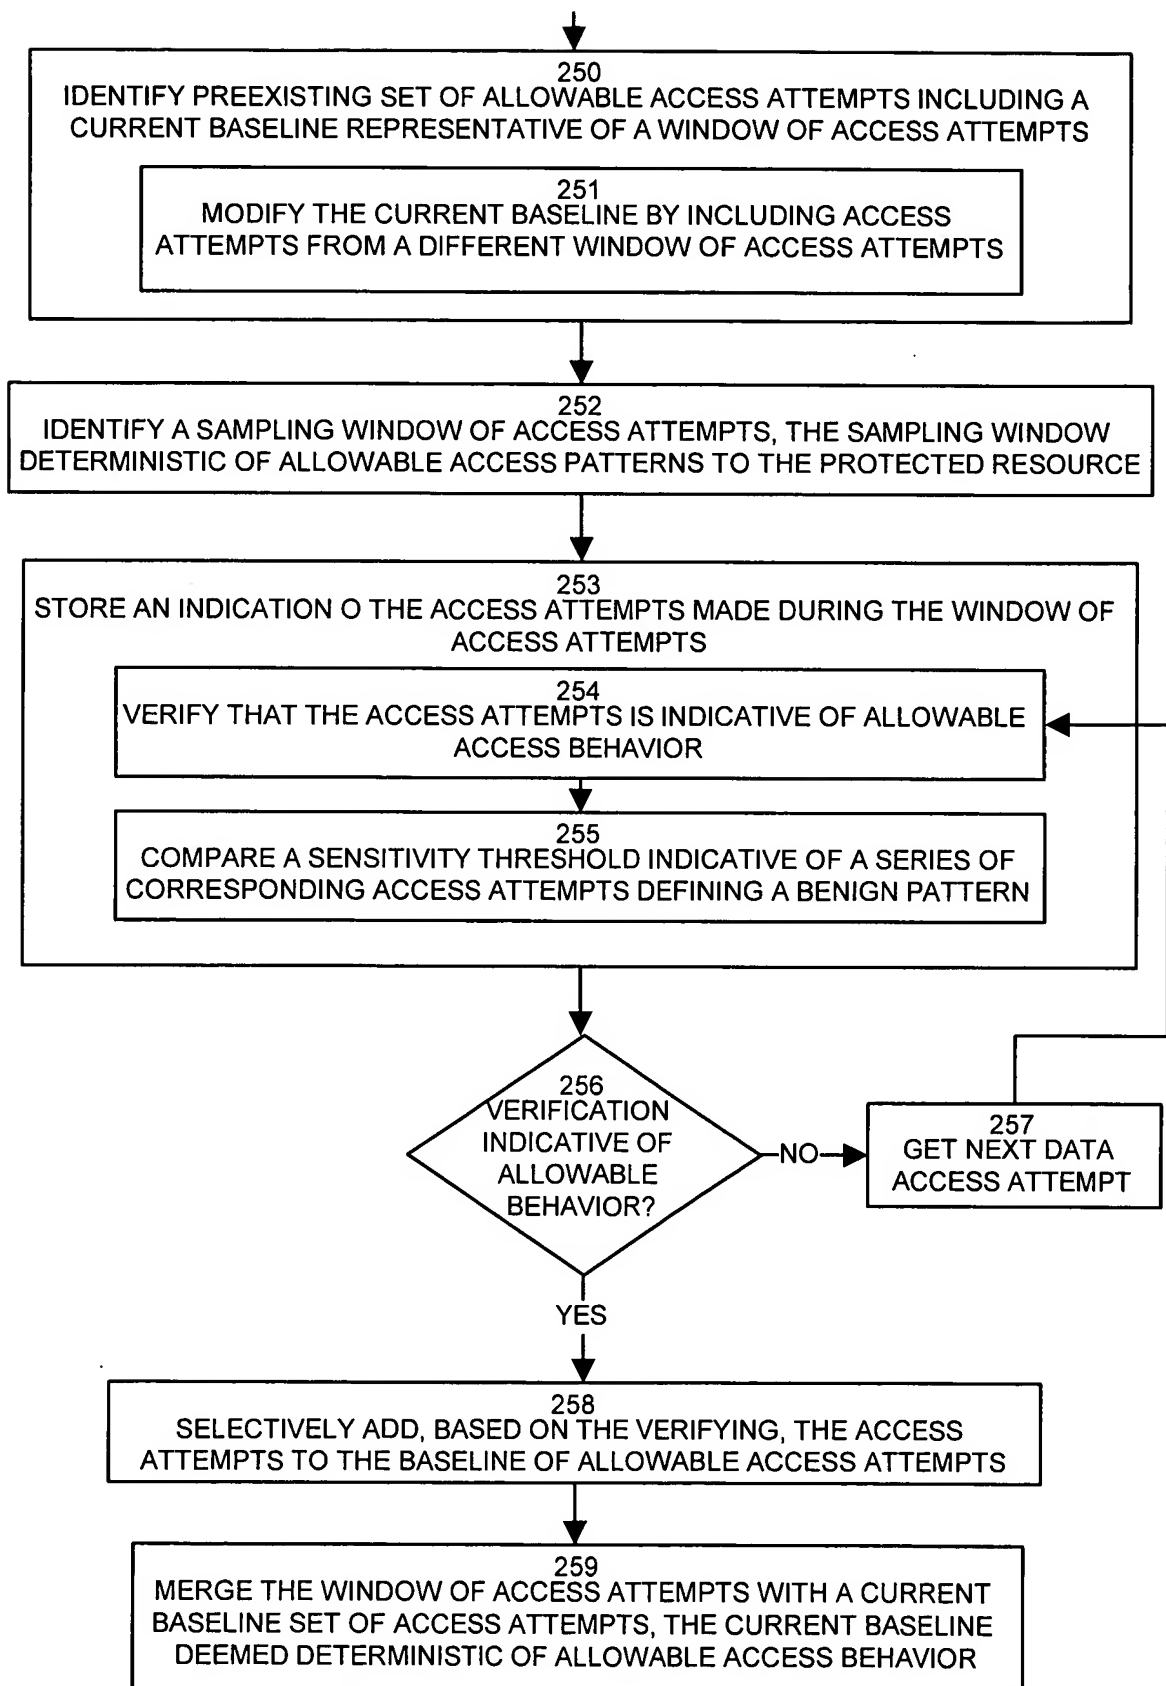 250
IDENTIFY PREEXISTING SET OF ALLOWABLE ACCESS ATTEMPTS INCLUDING A
CURRENT BASELINE REPRESENTATIVE OF A WINDOW OF ACCESS ATTEMPTS
251
MODIFY THE CURRENT BASELINE BY INCLUDING ACCESS
ATTEMPTS FROM A DIFFERENT WINDOW OF ACCESS ATTEMPTS
252
IDENTIFY A SAMPLING WINDOW OF ACCESS ATTEMPTS, THE SAMPLING WINDOW
DETERMINISTIC OF ALLOWABLE ACCESS PATTERNS TO THE PROTECTED RESOURCE
253
STORE AN INDICATION O THE ACCESS ATTEMPTS MADE DURING THE WINDOW OF
ACCESS ATTEMPTS
254
VERIFY THAT THE ACCESS ATTEMPTS IS INDICATIVE OF ALLOWABLE
ACCESS BEHAVIOR
255
COMPARE A SENSITIVITY THRESHOLD INDICATIVE OF A SERIES OF
CORRESPONDING ACCESS ATTEMPTS DEFINING A BENIGN PATTERN
256
VERIFICATION
INDICATIVE OF
ALLOWABLE
BEHAVIOR?
NO
257
GET NEXT DATA
ACCESS ATTEMPT
YES
258
SELECTIVELY ADD, BASED ON THE VERIFYING, THE ACCESS
ATTEMPTS TO THE BASELINE OF ALLOWABLE ACCESS ATTEMPTS
259
MERGE THE WINDOW OF ACCESS ATTEMPTS WITH A CURRENT
BASELINE SET OF ACCESS ATTEMPTS, THE CURRENT BASELINE
DEEMED DETERMINISTIC OF ALLOWABLE ACCESS BEHAVIOR